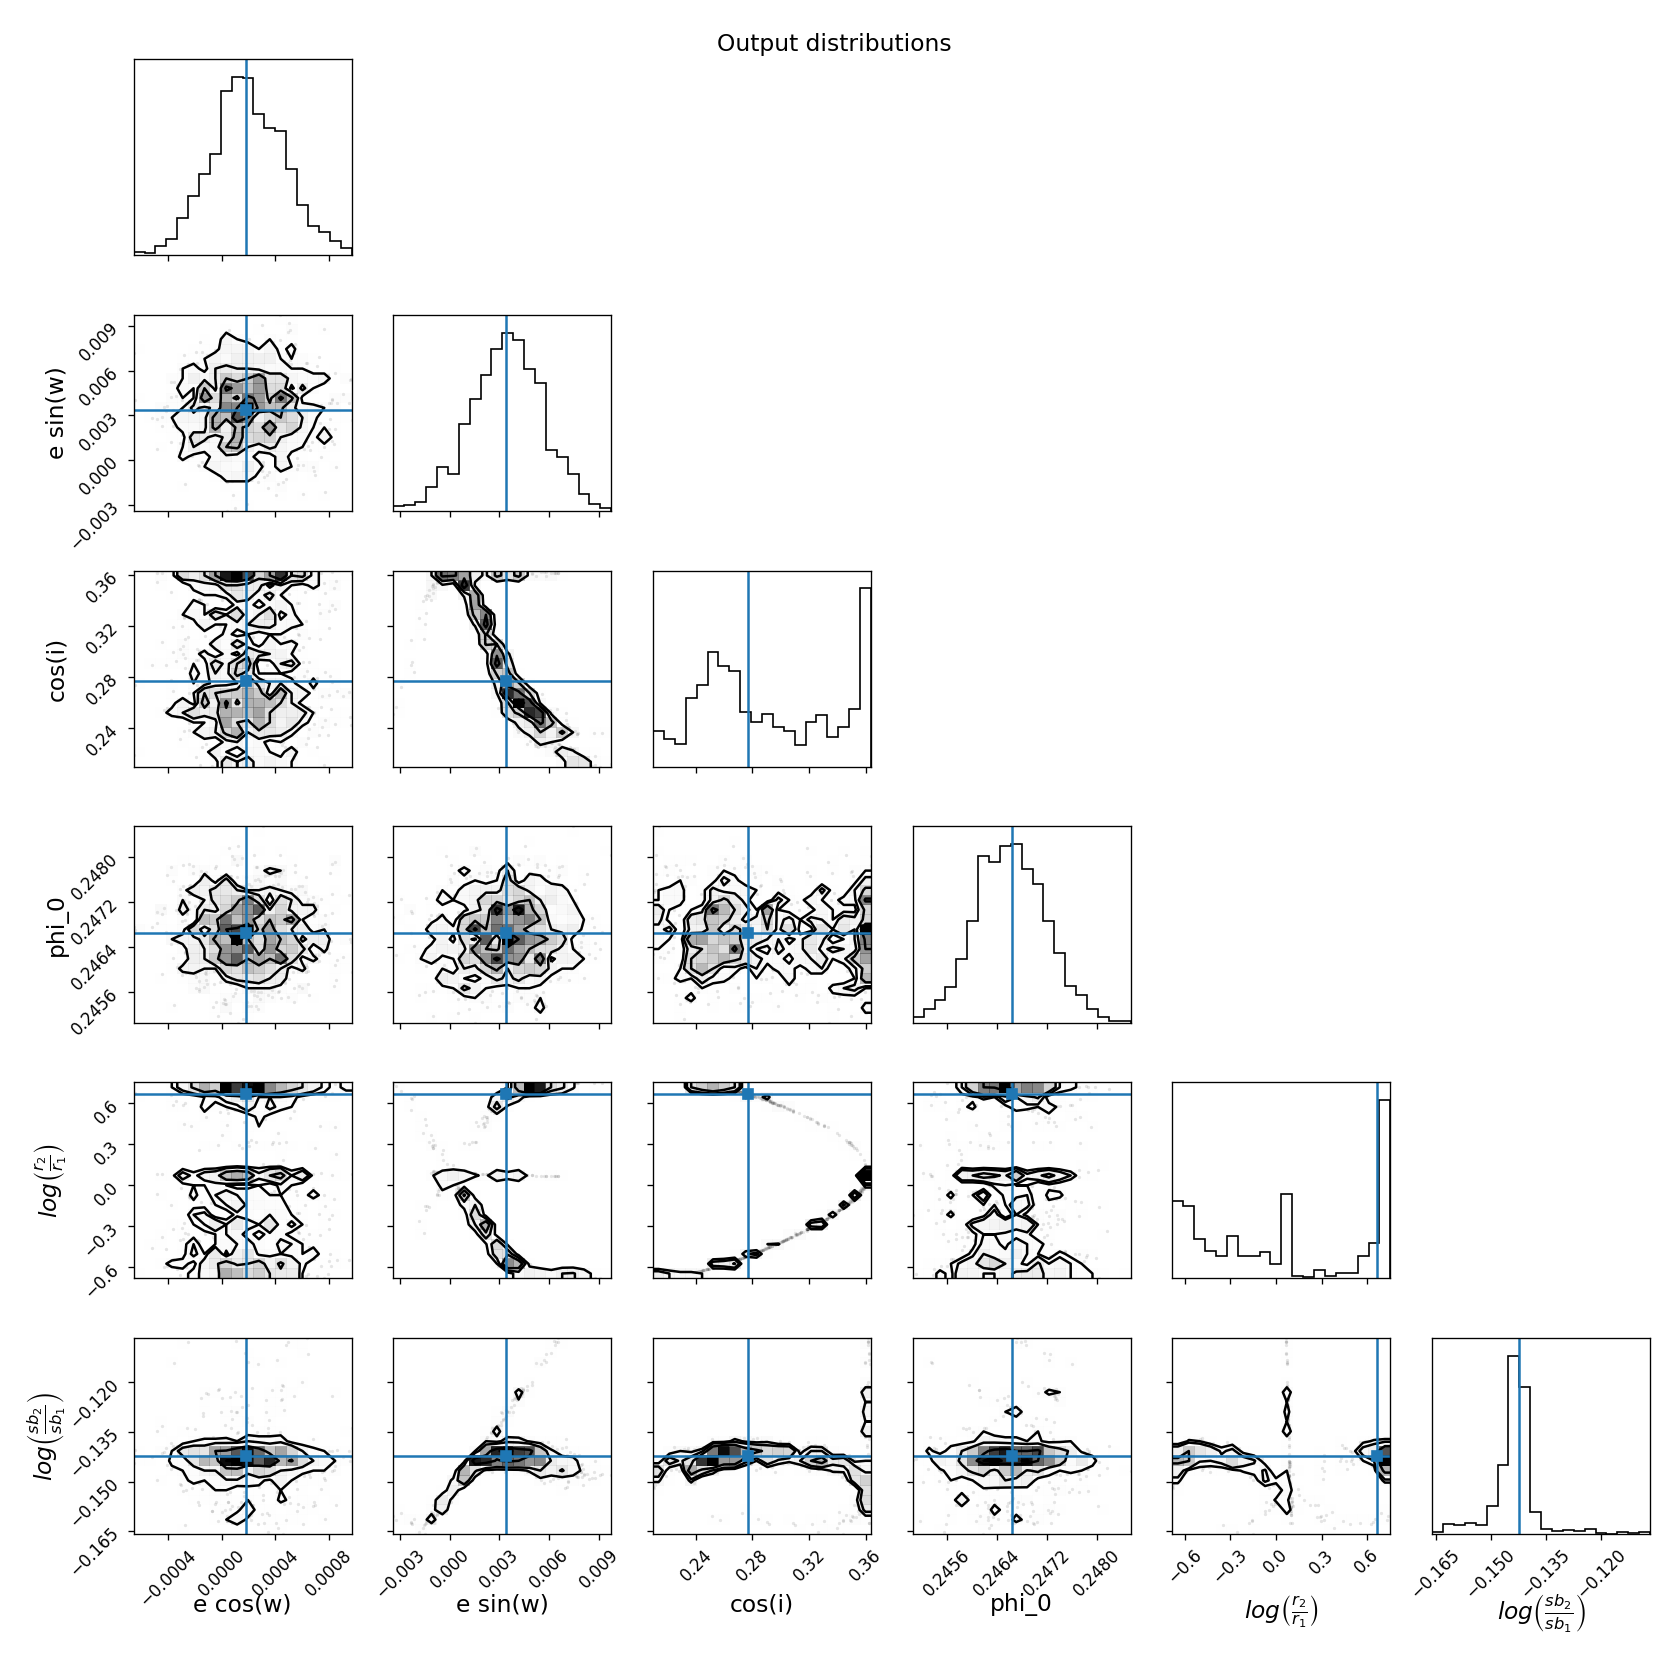 Output distributions
e sin(w)
0.009
0.006
0.003
0.000
−0.003
cos(i)
0.36
0.32
0.28
0.24
phi_0
0.2480
0.2472
0.2464
0.2456
log(r₂/r₁)
0.6
0.3
0.0
−0.3
−0.6
log(sb₂/sb₁)
−0.120
−0.135
−0.150
−0.165
−0.0004 0.0000 0.0004 0.0008
−0.003 0.000 0.003 0.006 0.009
0.24 0.28 0.32 0.36
0.2456 0.2464 0.2472 0.2480
−0.6 −0.3 0.0 0.3 0.6
−0.165 −0.150 −0.135 −0.120
e cos(w) e sin(w) cos(i) phi_0 log(r₂/r₁) log(sb₂/sb₁)